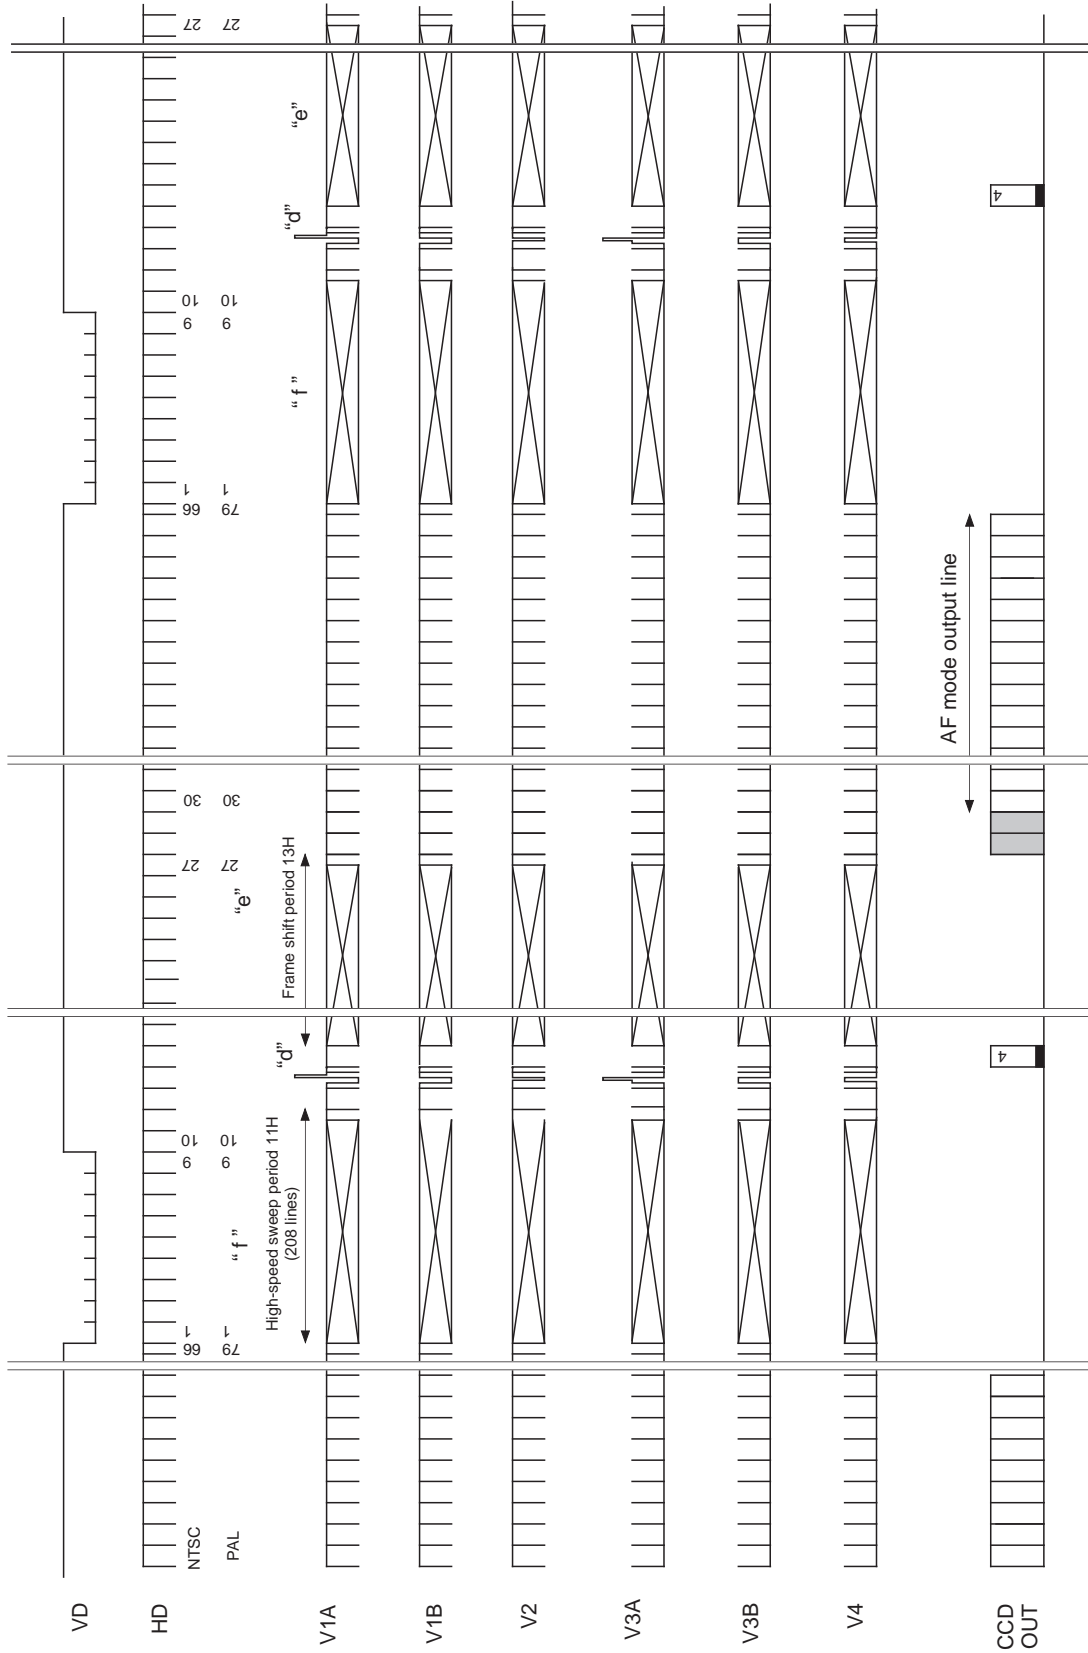 VD
HD
NTSC 66 1 9 10 27 30 66 1 9 10 27
PAL 79 1 9 10 27 30 79 1 9 10 27
“ f ” “e”
High-speed sweep period 11H
(208 lines)
“d”
Frame shift period 13H
“ f ” “d” “e”
V1A
V1B
V2
V3A
V3B
V4
AF mode output line
CCD
OUT
4 4